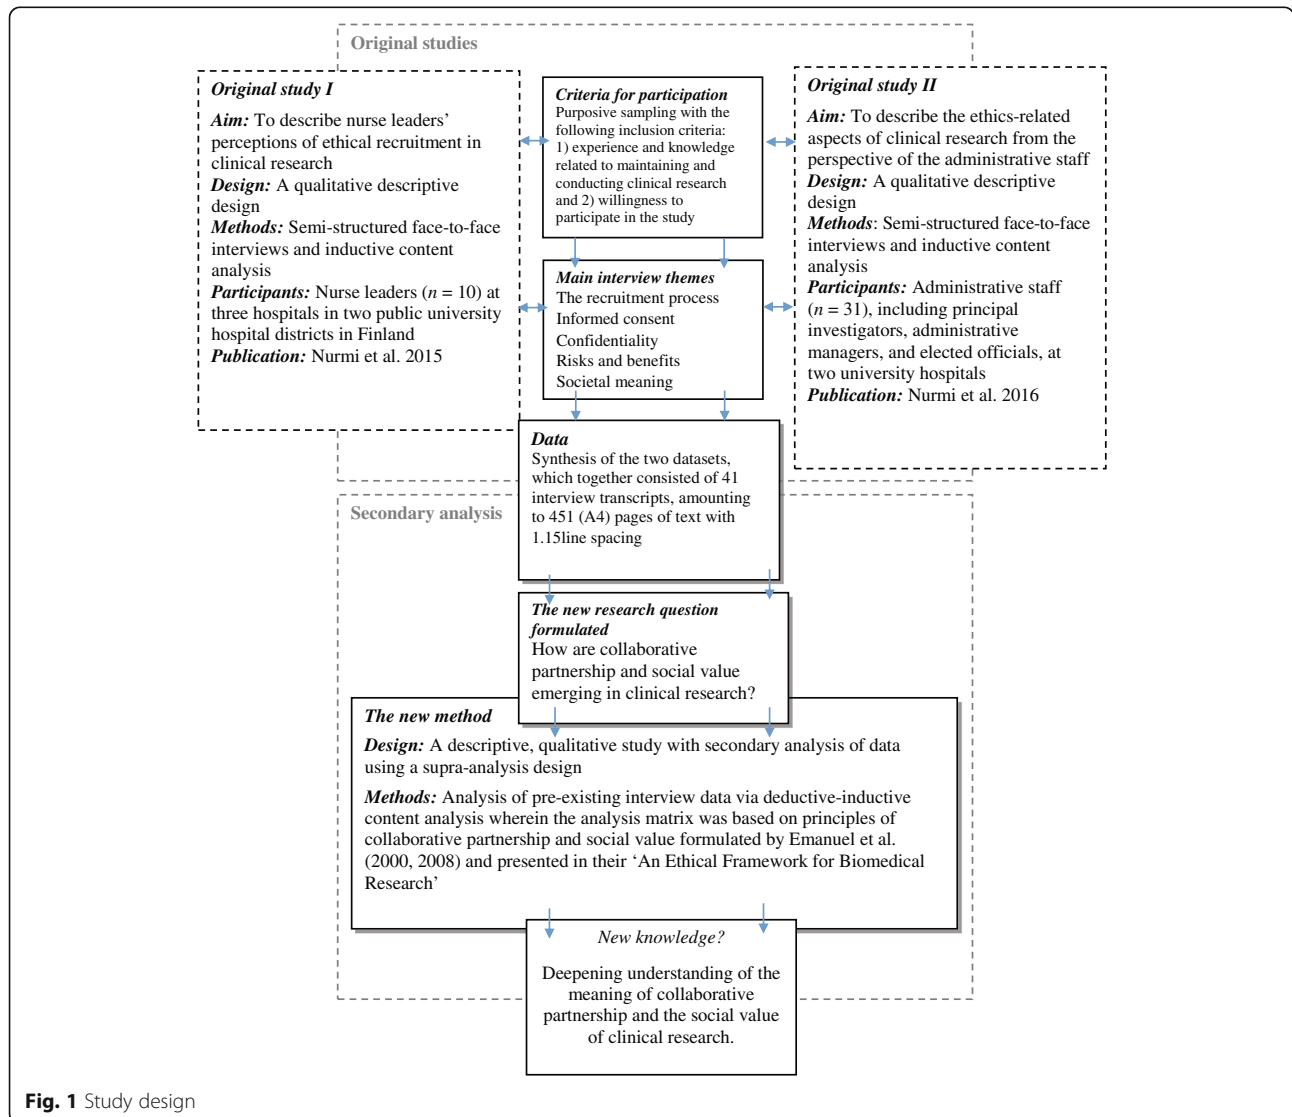 Original studies
Original study I
Aim: To describe nurse leaders’
perceptions of ethical recruitment in
clinical research
Design: A qualitative descriptive
design
Methods: Semi-structured face-to-face
interviews and inductive content
analysis
Participants: Nurse leaders (n = 10) at
three hospitals in two public university
hospital districts in Finland
Publication: Nurmi et al. 2015
Criteria for participation
Purposive sampling with the
following inclusion criteria:
1) experience and knowledge
related to maintaining and
conducting clinical research
and 2) willingness to
participate in the study
Main interview themes
The recruitment process
Informed consent
Confidentiality
Risks and benefits
Societal meaning
Original study II
Aim: To describe the ethics-related
aspects of clinical research from the
perspective of the administrative staff
Design: A qualitative descriptive
design
Methods: Semi-structured face-to-face
interviews and inductive content
analysis
Participants: Administrative staff
(n = 31), including principal
investigators, administrative
managers, and elected officials, at
two university hospitals
Publication: Nurmi et al. 2016
Data
Synthesis of the two datasets,
which together consisted of 41
interview transcripts, amounting
to 451 (A4) pages of text with
1.15line spacing
Secondary analysis
The new research question
formulated
How are collaborative
partnership and social value
emerging in clinical research?
The new method
Design: A descriptive, qualitative study with secondary analysis of data
using a supra-analysis design
Methods: Analysis of pre-existing interview data via deductive-inductive
content analysis wherein the analysis matrix was based on principles of
collaborative partnership and social value formulated by Emanuel et al.
(2000, 2008) and presented in their ‘An Ethical Framework for Biomedical
Research’
New knowledge?
Deepening understanding of the
meaning of collaborative
partnership and the social value
of clinical research.
Fig. 1 Study design